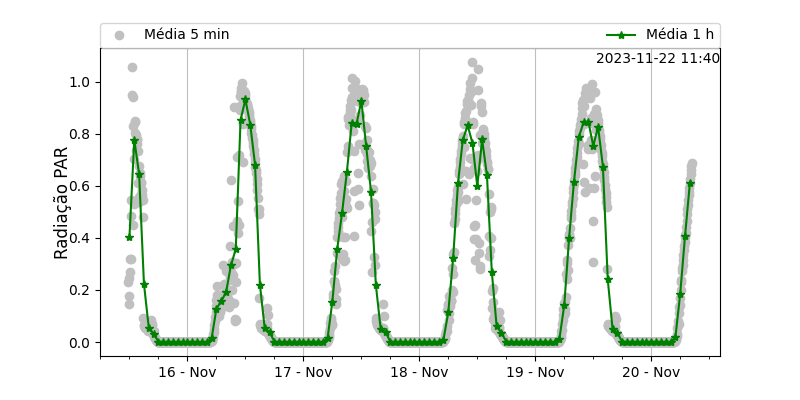 Média 5 min
Média 1 h
2023-11-22 11:40
Radiação PAR
1.0
0.8
0.6
0.4
0.2
0.0
16 - Nov
17 - Nov
18 - Nov
19 - Nov
20 - Nov